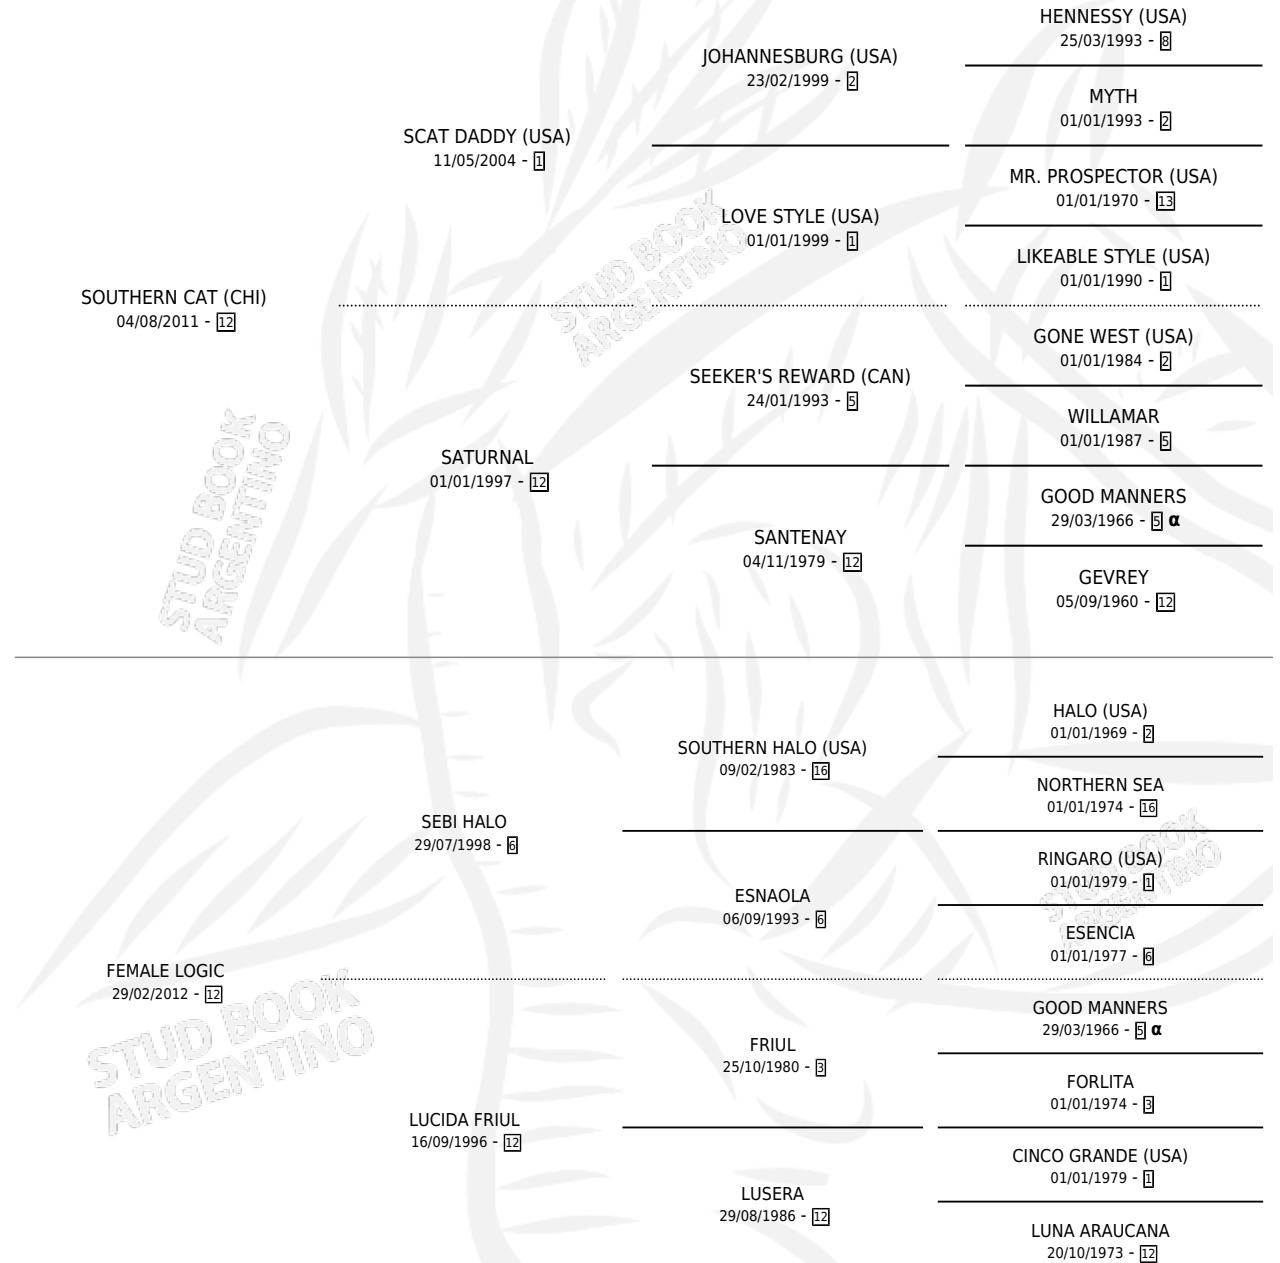 HENNESSY (USA)
25/03/1993 - 8
JOHANNESBURG (USA)
23/02/1999 - 2
MYTH
01/01/1993 - 2
SCAT DADDY (USA)
11/05/2004 - 1
MR. PROSPECTOR (USA)
01/01/1970 - 13
LOVE STYLE (USA)
01/01/1999 - 1
LIKEABLE STYLE (USA)
01/01/1990 - 1
SOUTHERN CAT (CHI)
04/08/2011 - 12
GONE WEST (USA)
01/01/1984 - 2
SEEKER'S REWARD (CAN)
24/01/1993 - 5
WILLAMAR
01/01/1987 - 5
SATURNAL
01/01/1997 - 12
GOOD MANNERS
29/03/1966 - 5 α
SANTENAY
04/11/1979 - 12
GEVREY
05/09/1960 - 12
HALO (USA)
01/01/1969 - 2
SOUTHERN HALO (USA)
09/02/1983 - 16
NORTHERN SEA
01/01/1974 - 16
SEBI HALO
29/07/1998 - 6
RINGARO (USA)
01/01/1979 - 1
ESNAOLA
06/09/1993 - 6
ESENCIA
01/01/1977 - 6
FEMALE LOGIC
29/02/2012 - 12
GOOD MANNERS
29/03/1966 - 5 α
FRIUL
25/10/1980 - 3
FORLITA
01/01/1974 - 3
LUCIDA FRIUL
16/09/1996 - 12
CINCO GRANDE (USA)
01/01/1979 - 1
LUSERA
29/08/1986 - 12
LUNA ARAUCANA
20/10/1973 - 12
STUD BOOK
ARGENTINO
STUD BOOK
ARGENTINO
STUD BOOK
ARGENTINO
STUD BOOK
ARGENTINO